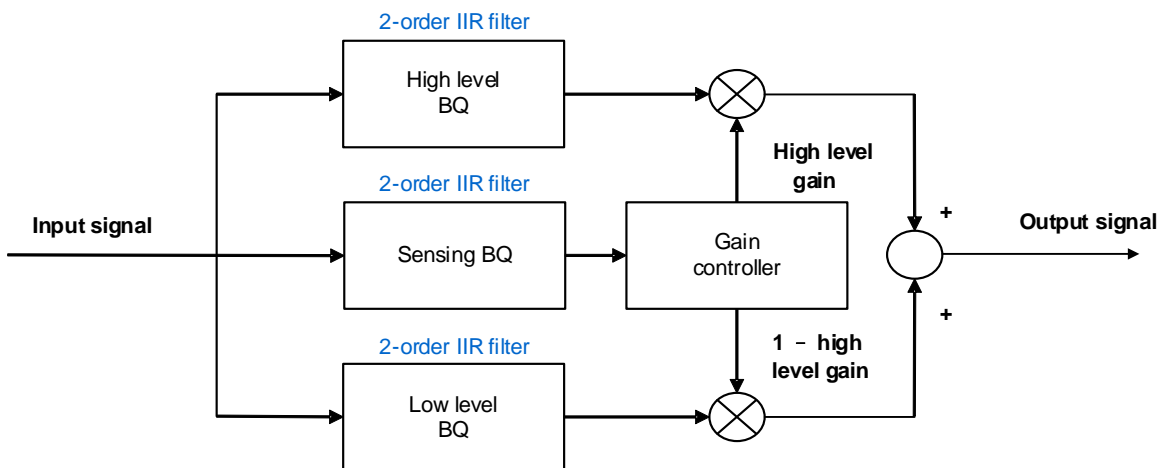 2-order IIR filter
High level
BQ
High level
gain
2-order IIR filter
Input signal
Sensing BQ
Gain
controller
+
Output signal
+
2-order IIR filter
1 - high
level gain
Low level
BQ